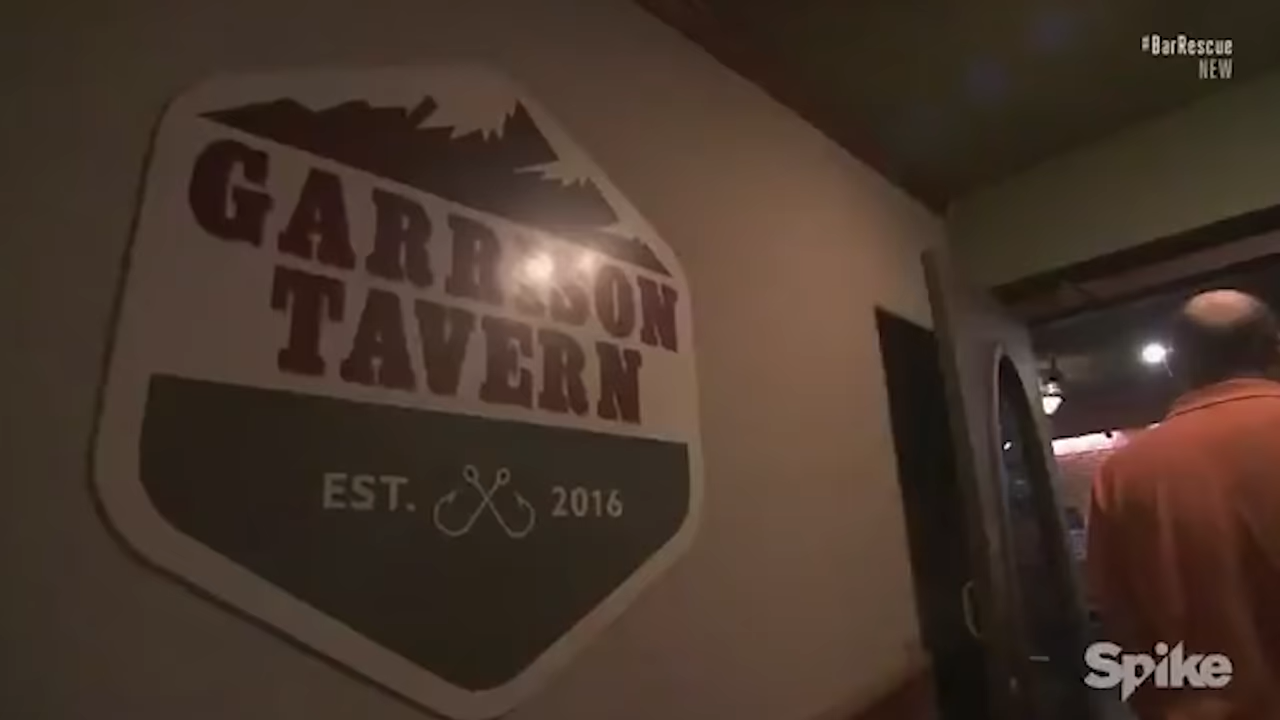 #BarRescue
NEW
GARRISON
TAVERN
EST. 2016
Spike